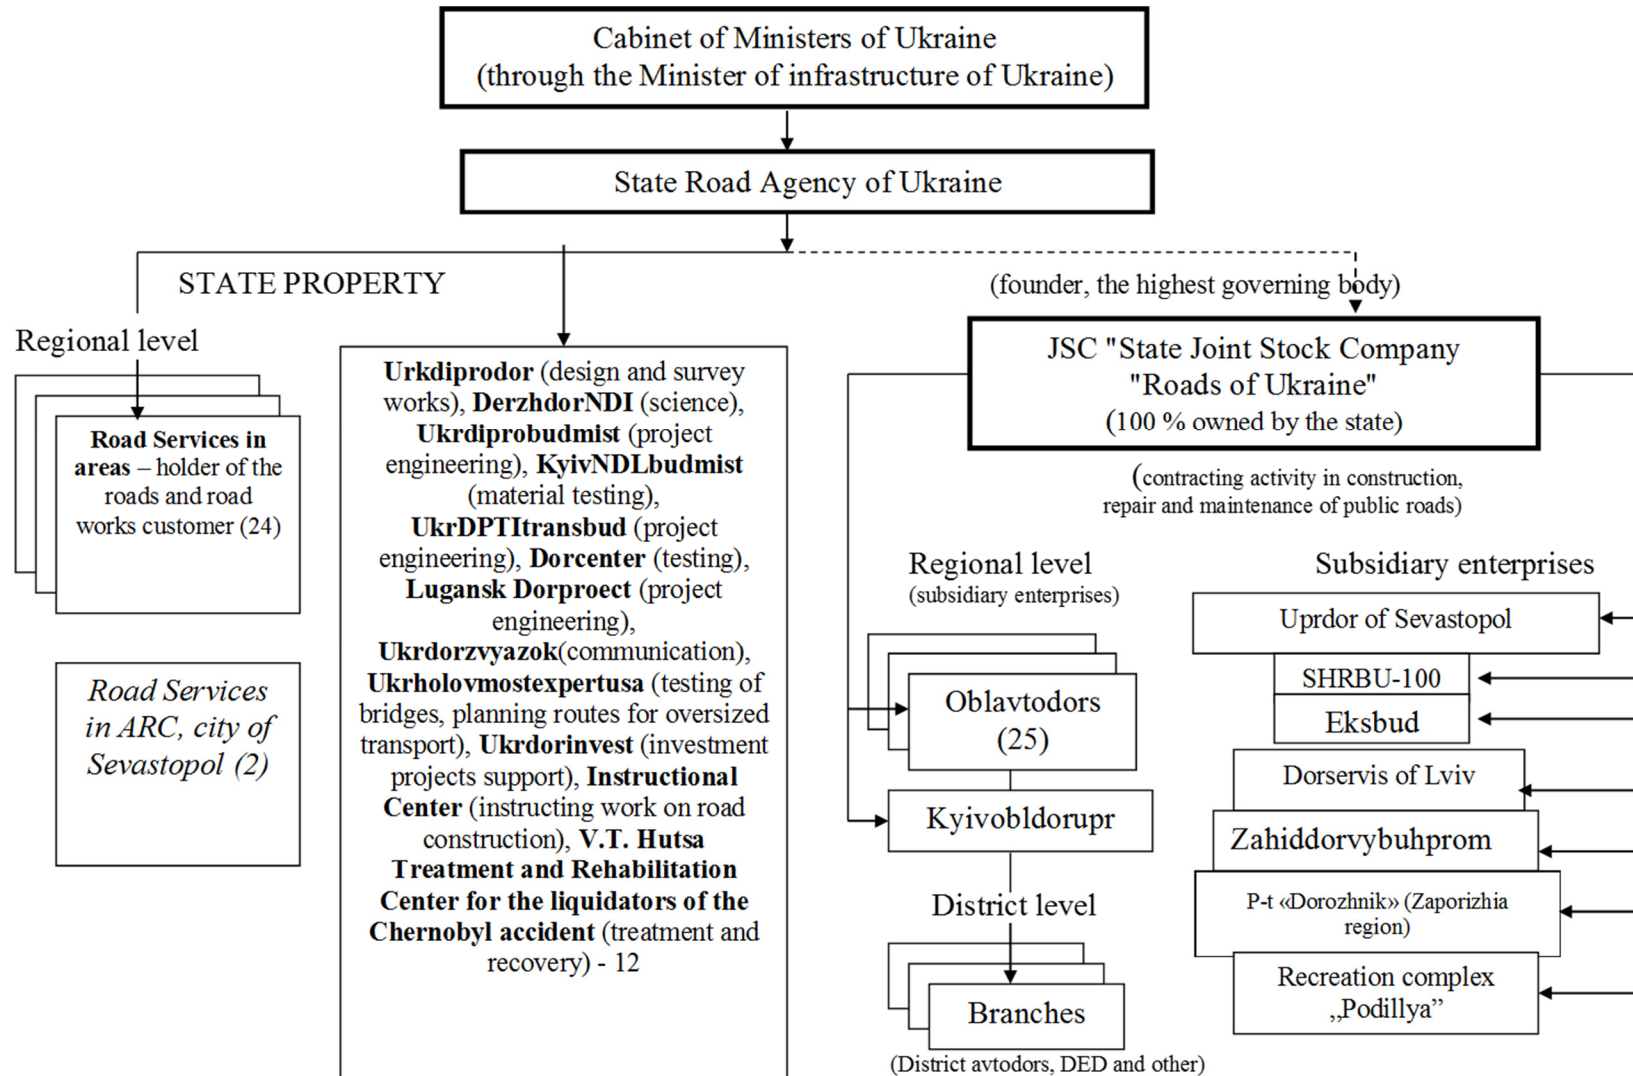 Cabinet of Ministers of Ukraine
(through the Minister of infrastructure of Ukraine)
State Road Agency of Ukraine
STATE PROPERTY
(founder, the highest governing body)
Regional level
Road Services in
areas – holder of the
roads and road
works customer (24)
Road Services
in ARC, city of
Sevastopol (2)
Urkdiprodor (design and survey
works), DerzhdorNDI (science),
Ukrdiprobudmist (project
engineering), KyivNDLbudmist
(material testing),
UkrDPTItransbud (project
engineering), Dorcenter (testing),
Lugansk Dorproect (project
engineering),
Ukrdorzvyazok(communication),
Ukrholovmostexpertusa (testing of
bridges, planning routes for oversized
transport), Ukrdorinvest (investment
projects support), Instructional
Center (instructing work on road
construction), V.T. Hutsa
Treatment and Rehabilitation
Center for the liquidators of the
Chernobyl accident (treatment and
recovery) - 12
JSC "State Joint Stock Company
"Roads of Ukraine"
(100 % owned by the state)
(contracting activity in construction,
repair and maintenance of public roads)
Regional level
(subsidiary enterprises)
Oblavtodors
(25)
Kyivobldorupr
District level
Branches
(District avtodors, DED and other)
Subsidiary enterprises
Uprdor of Sevastopol
SHRBU-100
Eksbud
Dorservis of Lviv
Zahiddorvybuhprom
P-t «Dorozhnik» (Zaporizhia
region)
Recreation complex
„Podillya”